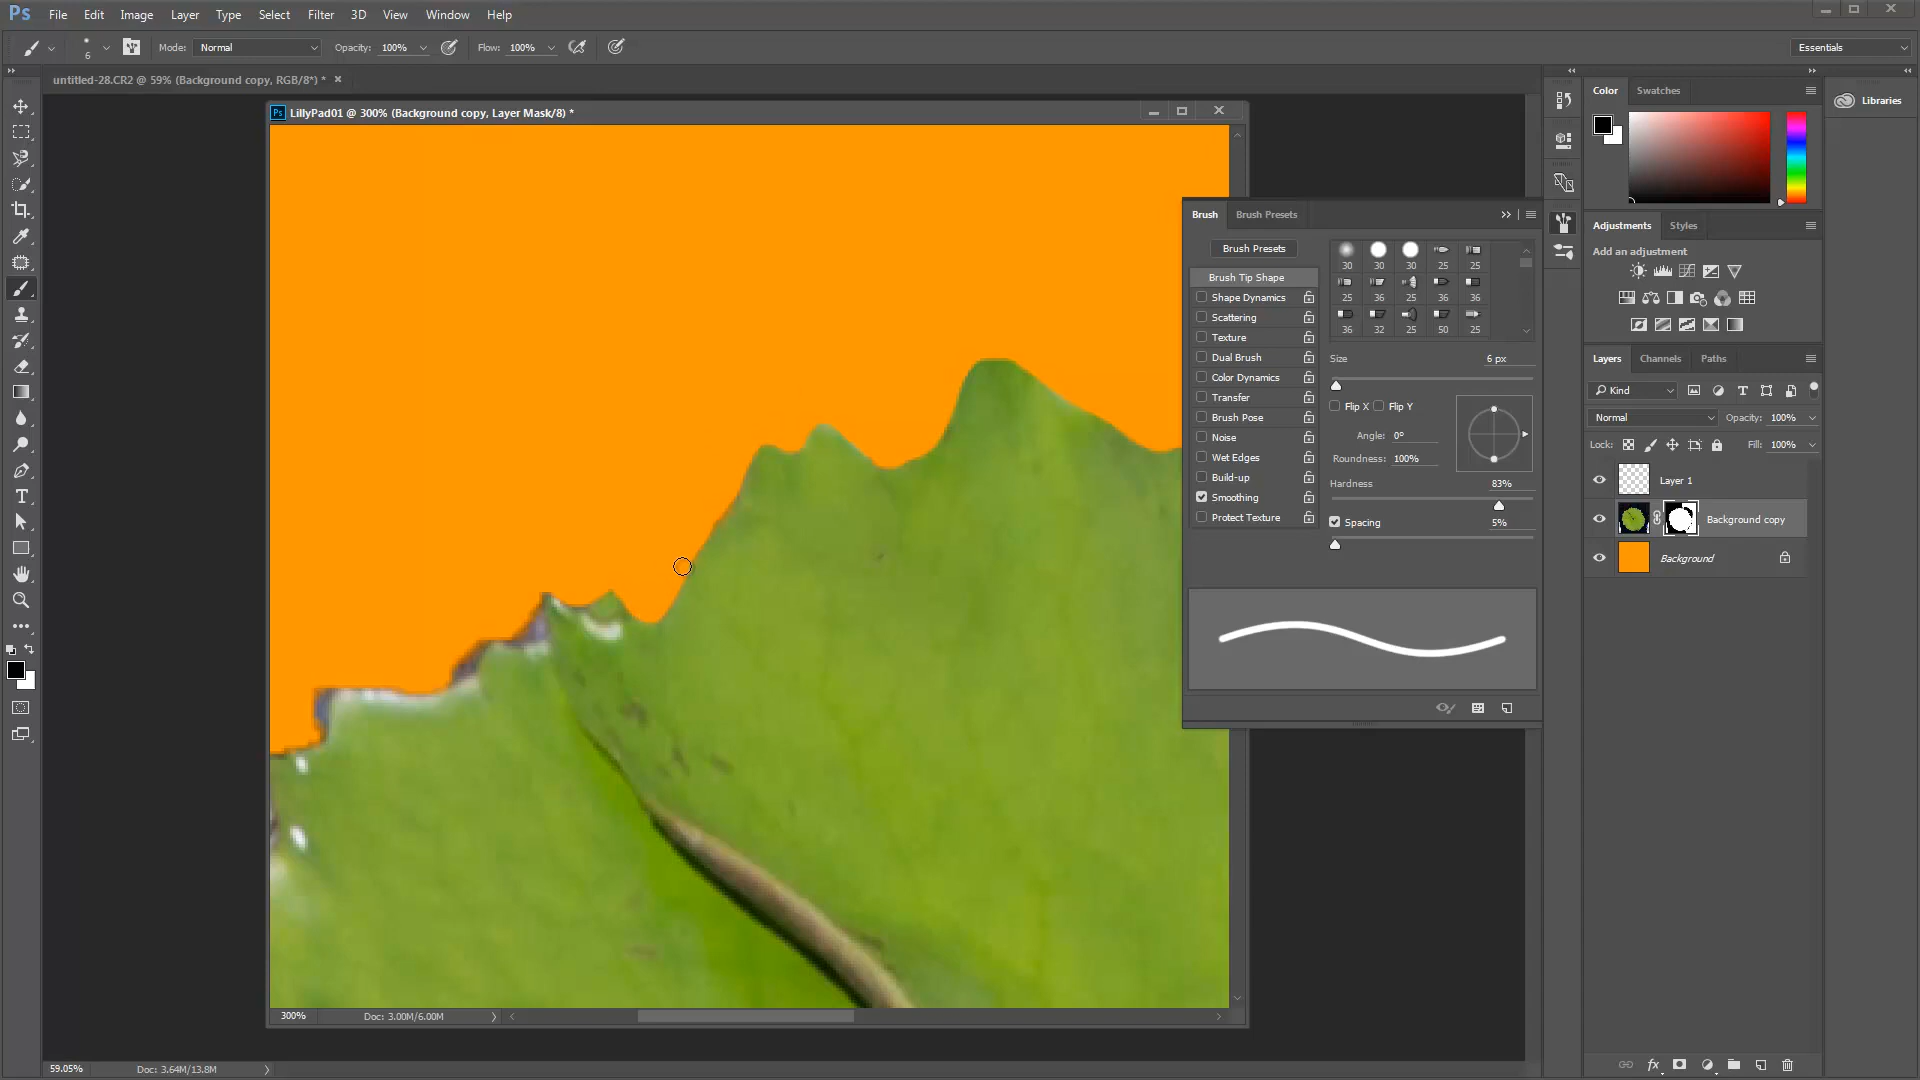 Ps File Edit Image Layer Type Select Filter 3D View Window Help
6 Mode: Normal Opacity: 100% Flow: 100% Essentials
untitled-28.CR2 @ 59% (Background copy, RGB/8*) * ×
Ps LillyPad01 @ 300% (Background copy, Layer Mask/8) *
Color Swatches
Libraries
Brush Brush Presets
Brush Presets
Brush Tip Shape
Shape Dynamics
Scattering
Texture
Dual Brush
Color Dynamics
Transfer
Brush Pose
Noise
Wet Edges
Build-up
Smoothing
Protect Texture
30 30 30 25 25
25 36 25 36 36
36 32 25 50 25
Size 6 px
Flip X Flip Y
Angle: 0º
Roundness: 100%
Hardness 83%
Spacing 5%
Adjustments Styles
Add an adjustment
Layers Channels Paths
Kind
Normal Opacity: 100%
Lock: Fill: 100%
Layer 1
Background copy
Background
fx
300% Doc: 3.00M/6.00M
59.05% Doc: 3.64M/13.8M